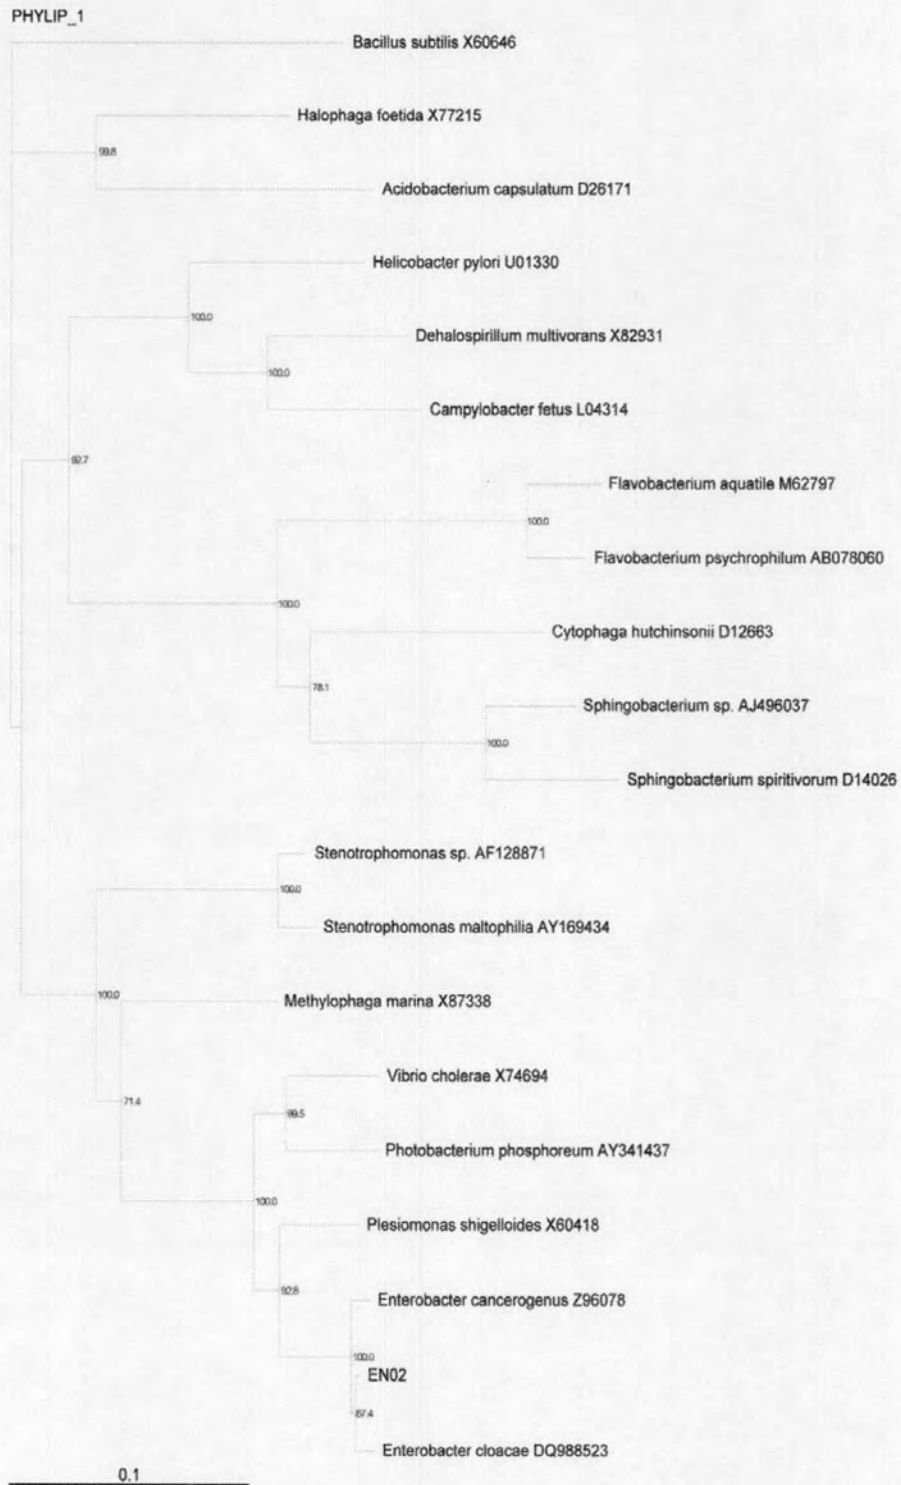 PHYLIP_1
Bacillus subtilis X60646
Halophaga foetida X77215
99.8
Acidobacterium capsulatum D26171
Helicobacter pylori U01330
100.0
Dehalospirillum multivorans X82931
100.0
Campylobacter fetus L04314
92.7
Flavobacterium aquatile M62797
100.0
Flavobacterium psychrophilum AB078060
100.0
Cytophaga hutchinsonii D12663
78.1
Sphingobacterium sp. AJ496037
100.0
Sphingobacterium spiritivorum D14026
Stenotrophomonas sp. AF128871
100.0
Stenotrophomonas maltophilia AY169434
100.0
Methylophaga marina X87338
Vibrio cholerae X74694
71.4
99.5
Photobacterium phosphoreum AY341437
100.0
Plesiomonas shigelloides X60418
92.8
Enterobacter cancerogenus Z96078
100.0
EN02
87.4
Enterobacter cloacae DQ988523
0.1